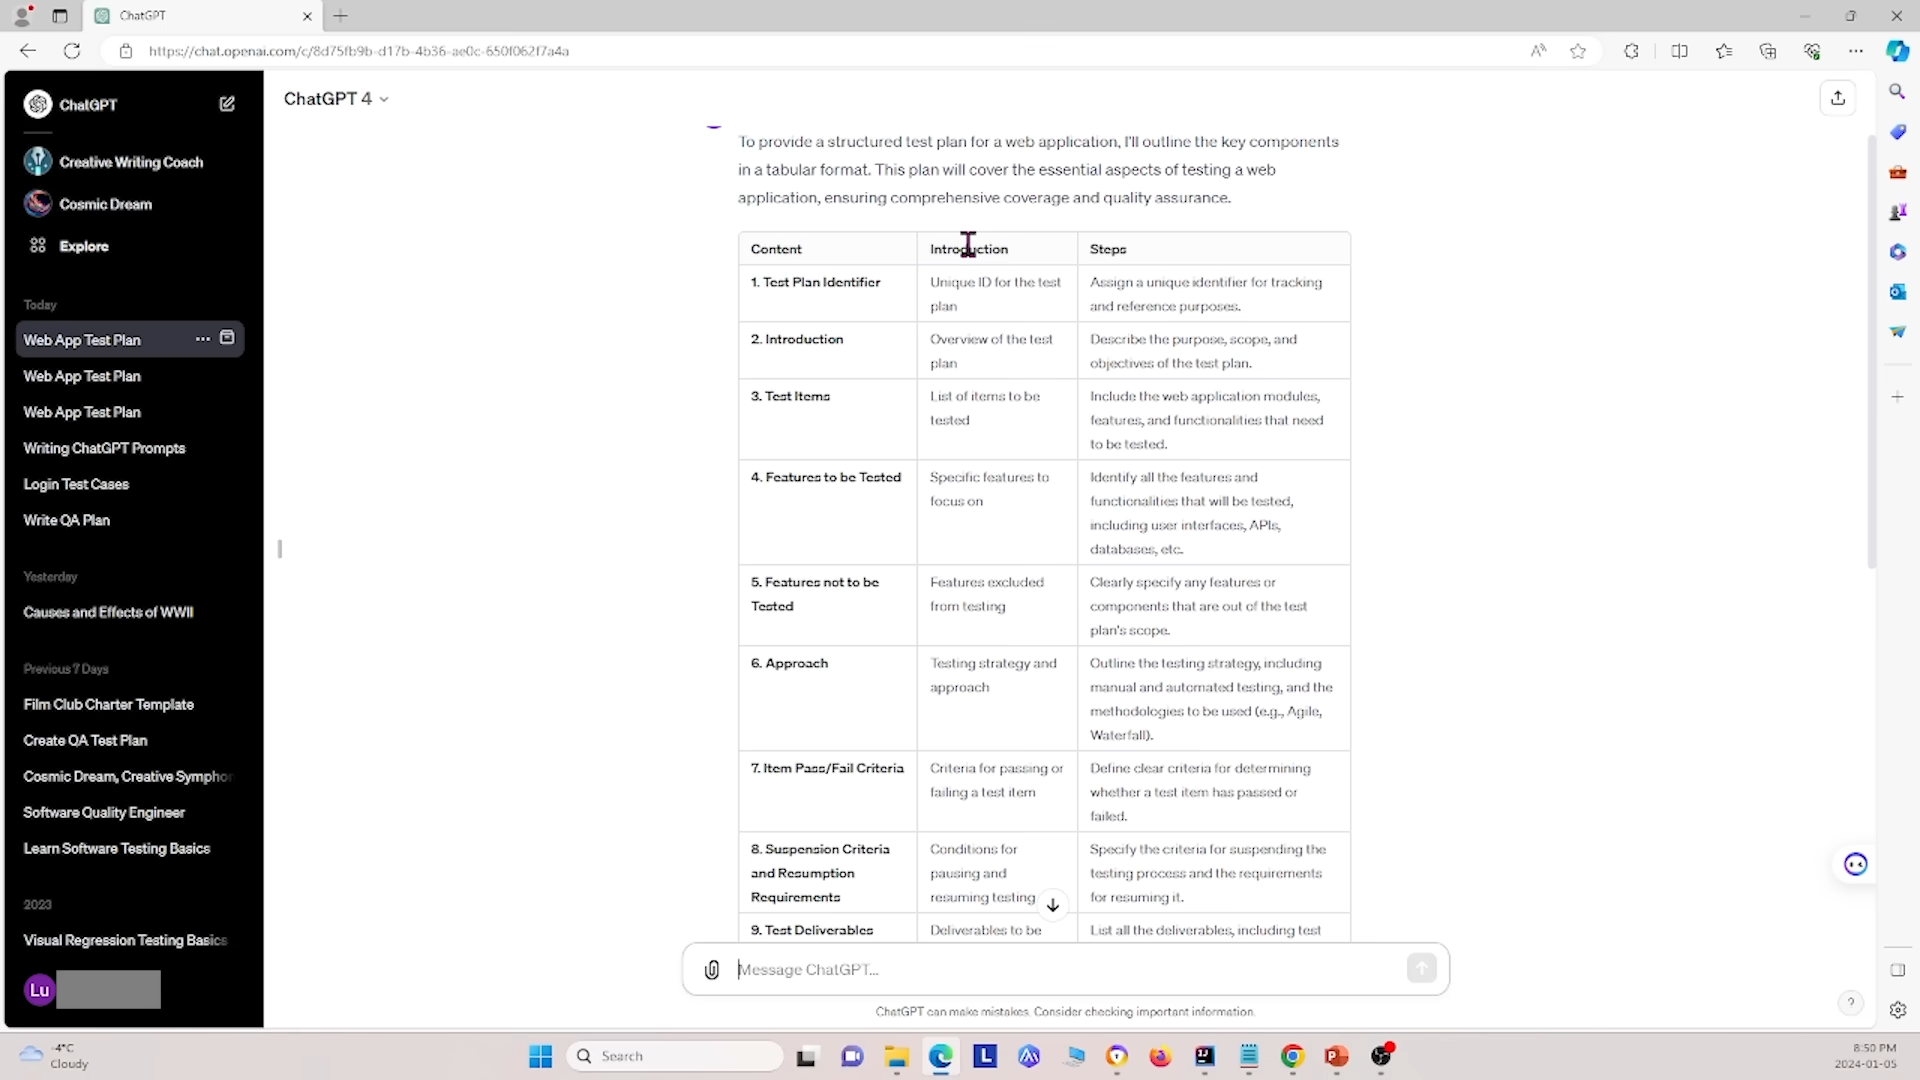 ChatGPT
https://chat.openai.com/c/8d75fb9b-d17b-4b36-ae0c-650f062f7a4a
ChatGPT
Creative Writing Coach
Cosmic Dream
Explore
Today
Web App Test Plan
Web App Test Plan
Web App Test Plan
Writing ChatGPT Prompts
Login Test Cases
Write QA Plan
Yesterday
Causes and Effects of WWII
Previous 7 Days
Film Club Charter Template
Create QA Test Plan
Cosmic Dream, Creative Sympho
Software Quality Engineer
Learn Software Testing Basics
2023
Visual Regression Testing Basics
Lu
ChatGPT 4
To provide a structured test plan for a web application, I'll outline the key components
in a tabular format. This plan will cover the essential aspects of testing a web
application, ensuring comprehensive coverage and quality assurance.
Content Introduction Steps
1. Test Plan Identifier
Unique ID for the test
plan
Assign a unique identifier for tracking
and reference purposes.
2. Introduction
Overview of the test
plan
Describe the purpose, scope, and
objectives of the test plan.
3. Test Items
List of items to be
tested
Include the web application modules,
features, and functionalities that need
to be tested.
4. Features to be Tested
Specific features to
focus on
Identify all the features and
functionalities that will be tested,
including user interfaces, APIs,
databases, etc.
5. Features not to be
Tested
Features excluded
from testing
Clearly specify any features or
components that are out of the test
plan's scope.
6. Approach
Testing strategy and
approach
Outline the testing strategy, including
manual and automated testing, and the
methodologies to be used (e.g., Agile,
Waterfall).
7. Item Pass/Fail Criteria
Criteria for passing or
failing a test item
Define clear criteria for determining
whether a test item has passed or
failed.
8. Suspension Criteria
and Resumption
Requirements
Conditions for
pausing and
resuming testing
Specify the criteria for suspending the
testing process and the requirements
for resuming it.
9. Test Deliverables
Deliverables to be
List all the deliverables, including test
Message ChatGPT...
ChatGPT can make mistakes. Consider checking important information.
?
-4°C
Cloudy
Search
8:50 PM
2024-01-05